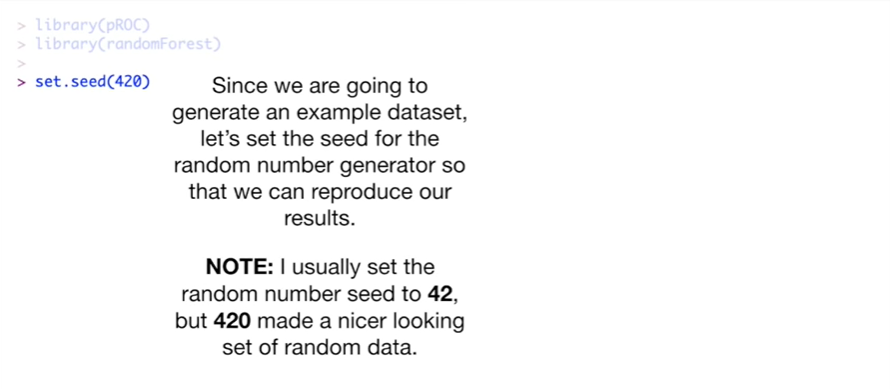 > library(pROC)
> library(randomForest)
>
> set.seed(420)
Since we are going to
generate an example dataset,
let’s set the seed for the
random number generator so
that we can reproduce our
results.
NOTE: I usually set the
random number seed to 42,
but 420 made a nicer looking
set of random data.